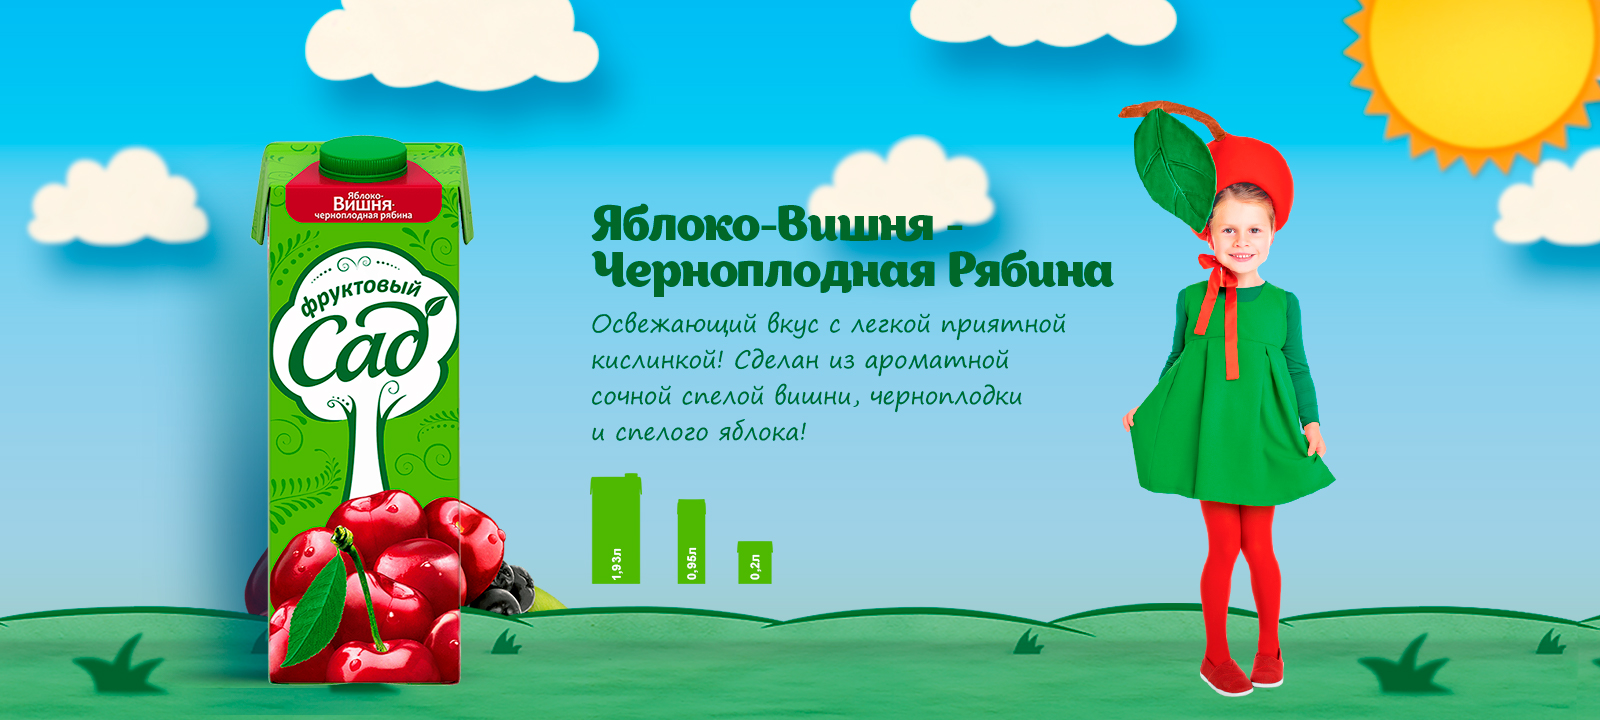 Яблоко-
Вишня-
черноплодная рябина
фруктовый
Сад
Яблоко-Вишня -
Черноплодная Рябина
Освежающий вкус с легкой приятной
кислинкой! Сделан из ароматной
сочной спелой вишни, черноплодки
и спелого яблока!
1,93л
0,95л
0,2л